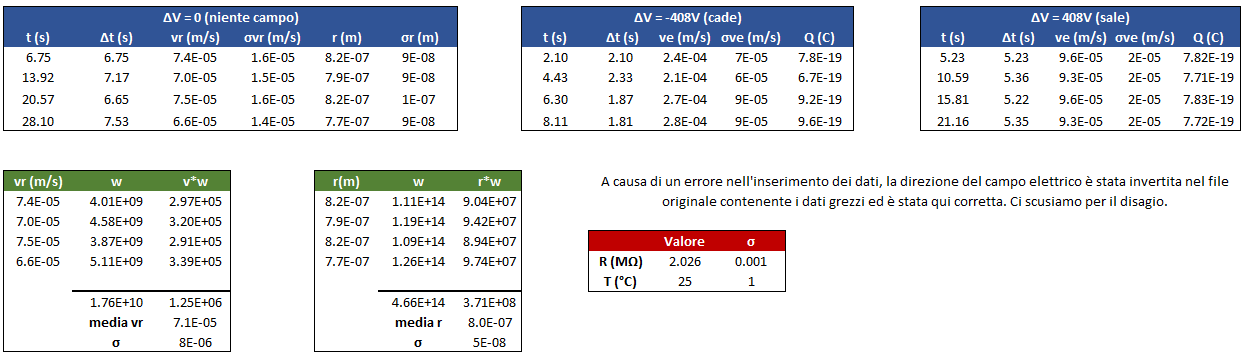 ΔV = 0 (niente campo)
t (s) Δt (s) vr (m/s) σvr (m/s) r (m) σr (m)
6.75 6.75 7.4E-05 1.6E-05 8.2E-07 9E-08
13.92 7.17 7.0E-05 1.5E-05 7.9E-07 9E-08
20.57 6.65 7.5E-05 1.6E-05 8.2E-07 1E-07
28.10 7.53 6.6E-05 1.4E-05 7.7E-07 9E-08
ΔV = -408V (cade)
t (s) Δt (s) ve (m/s) σve (m/s) Q (C)
2.10 2.10 2.4E-04 7E-05 7.8E-19
4.43 2.33 2.1E-04 6E-05 6.7E-19
6.30 1.87 2.7E-04 9E-05 9.2E-19
8.11 1.81 2.8E-04 9E-05 9.6E-19
ΔV = 408V (sale)
t (s) Δt (s) ve (m/s) σve (m/s) Q (C)
5.23 5.23 9.6E-05 2E-05 7.82E-19
10.59 5.36 9.3E-05 2E-05 7.71E-19
15.81 5.22 9.6E-05 2E-05 7.83E-19
21.16 5.35 9.3E-05 2E-05 7.72E-19
vr (m/s) w v*w
7.4E-05 4.01E+09 2.97E+05
7.0E-05 4.58E+09 3.20E+05
7.5E-05 3.87E+09 2.91E+05
6.6E-05 5.11E+09 3.39E+05
1.76E+10 1.25E+06
media vr 7.1E-05
σ 8E-06
r(m) w r*w
8.2E-07 1.11E+14 9.04E+07
7.9E-07 1.19E+14 9.42E+07
8.2E-07 1.09E+14 8.94E+07
7.7E-07 1.26E+14 9.74E+07
4.66E+14 3.71E+08
media r 8.0E-07
σ 5E-08
A causa di un errore nell'inserimento dei dati, la direzione del campo elettrico è stata invertita nel file
originale contenente i dati grezzi ed è stata qui corretta. Ci scusiamo per il disagio.
Valore σ
R (MΩ) 2.026 0.001
T (°C) 25 1